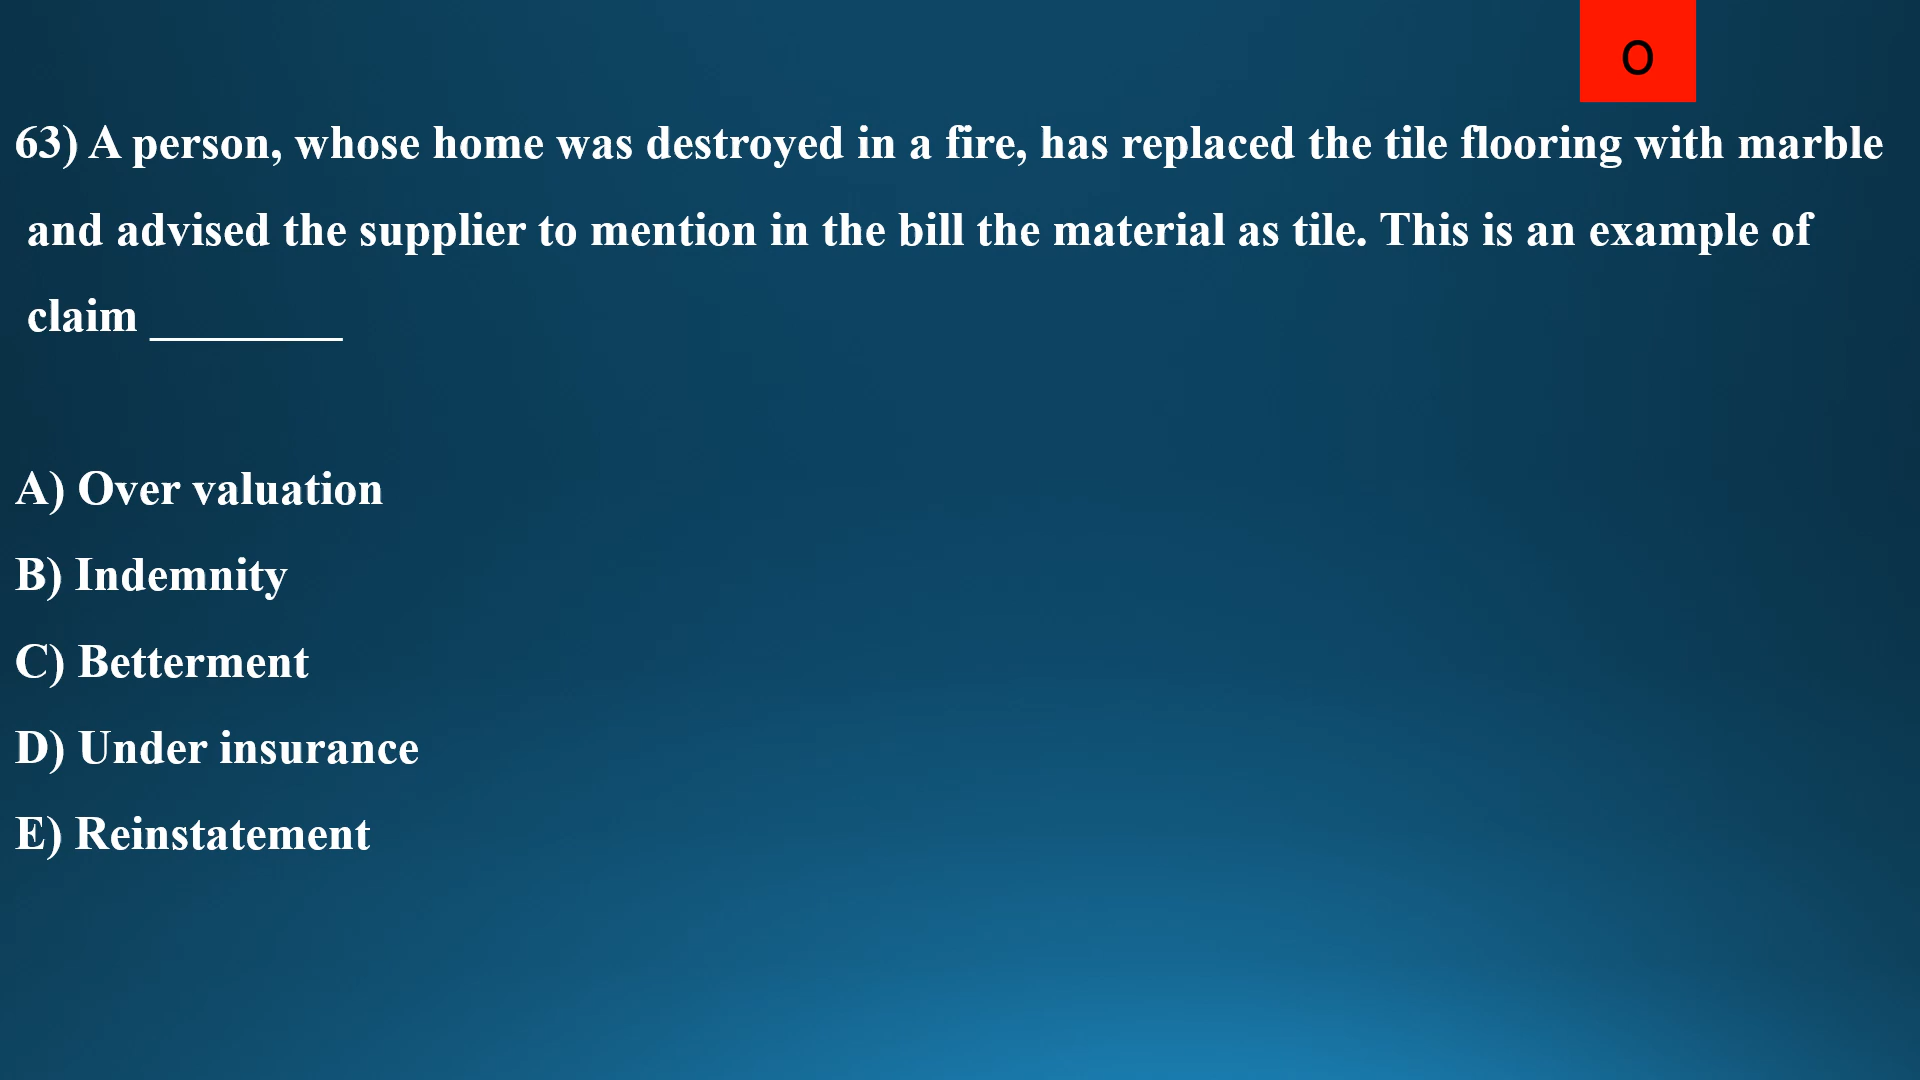 O
63) A person, whose home was destroyed in a fire, has replaced the tile flooring with marble
and advised the supplier to mention in the bill the material as tile. This is an example of
claim ________
A) Over valuation
B) Indemnity
C) Betterment
D) Under insurance
E) Reinstatement